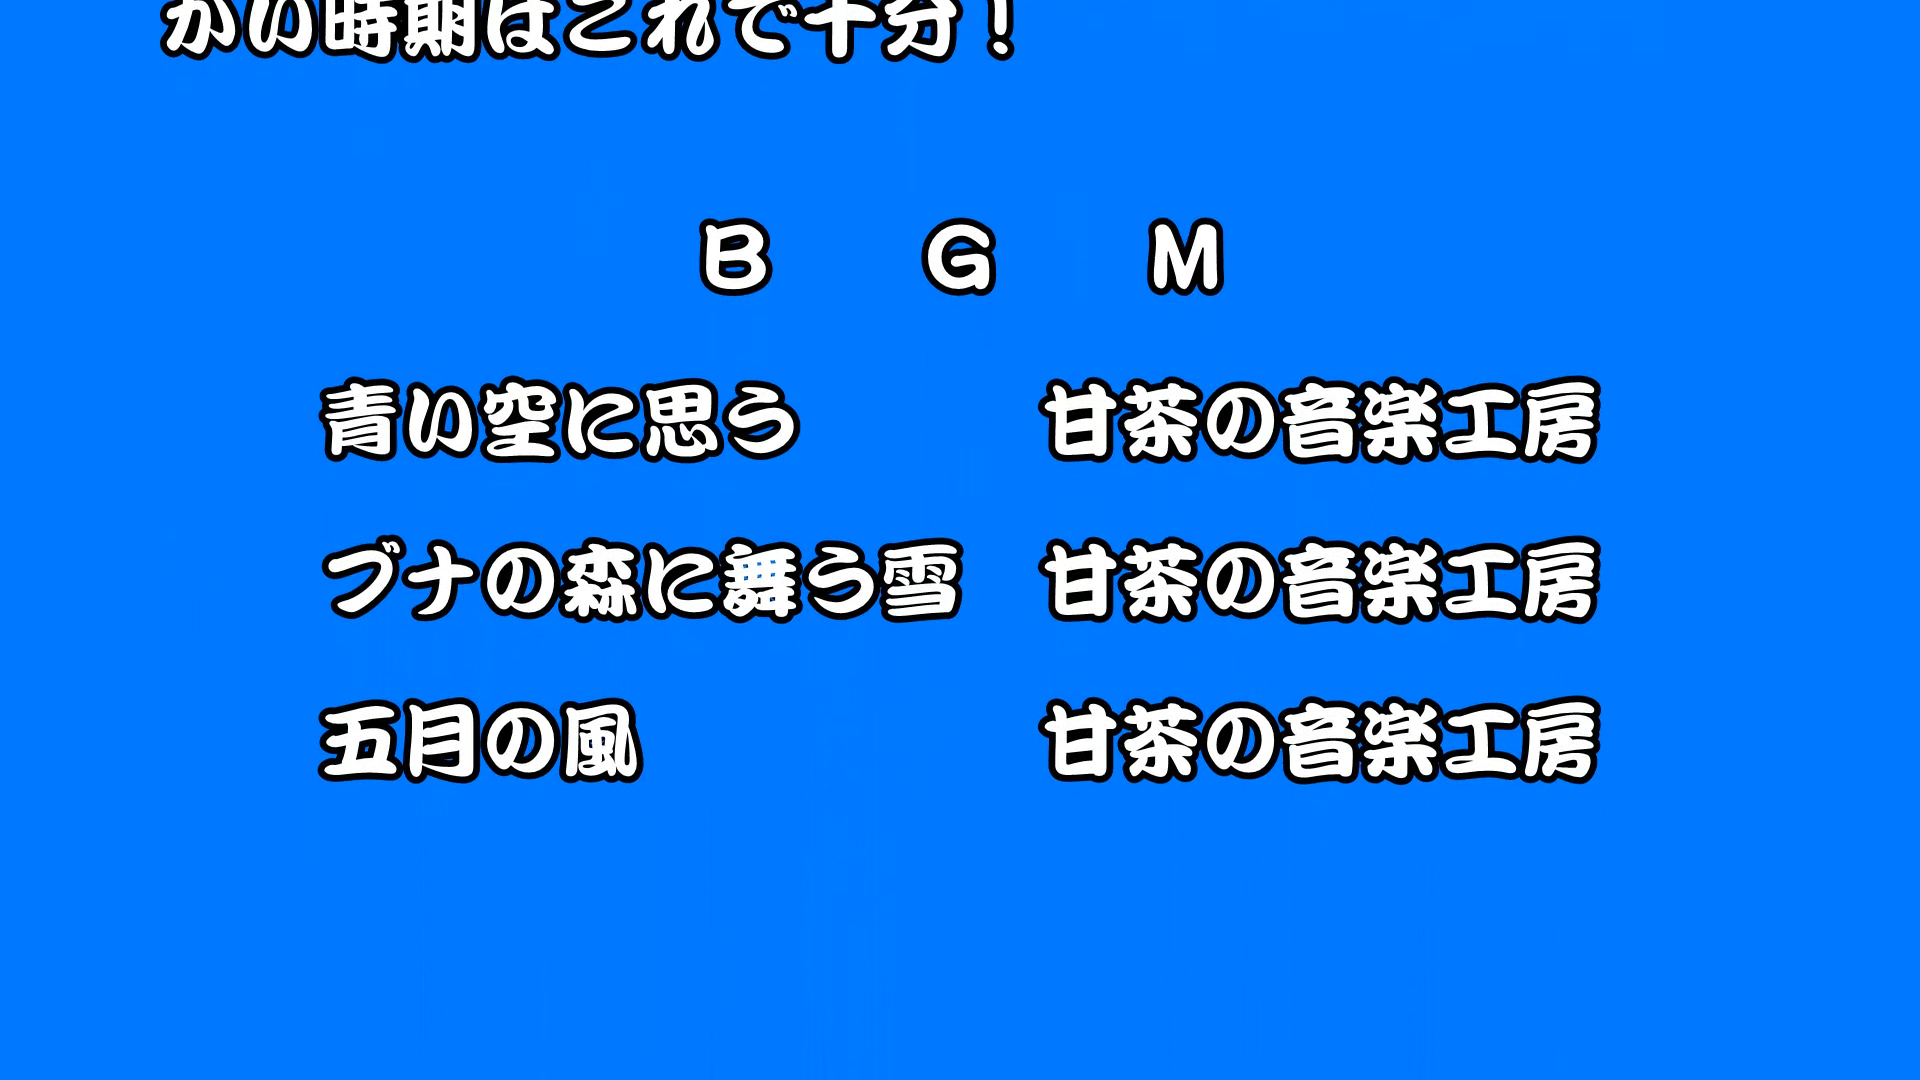 かい時期はこれで十分！
B G M
青い空に思う 甘茶の音楽工房
ブナの森に舞う雪 甘茶の音楽工房
五月の風 甘茶の音楽工房